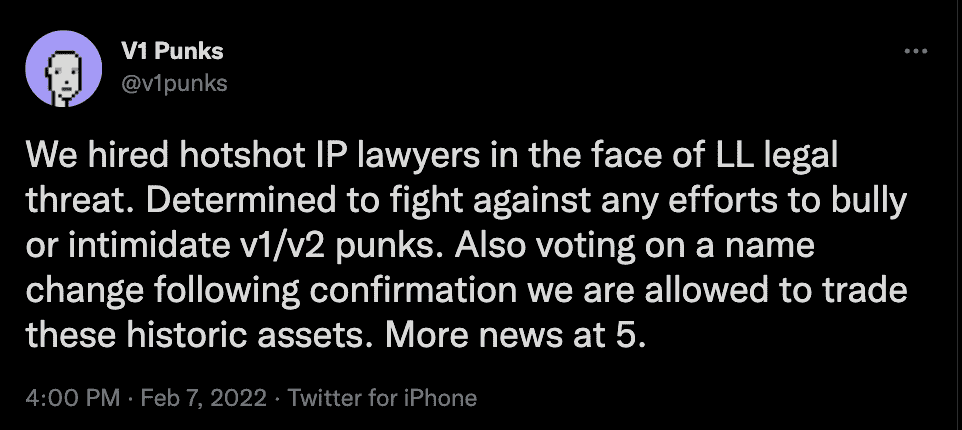 V1 Punks
@v1punks
We hired hotshot IP lawyers in the face of LL legal
threat. Determined to fight against any efforts to bully
or intimidate v1/v2 punks. Also voting on a name
change following confirmation we are allowed to trade
these historic assets. More news at 5.
4:00 PM · Feb 7, 2022 · Twitter for iPhone